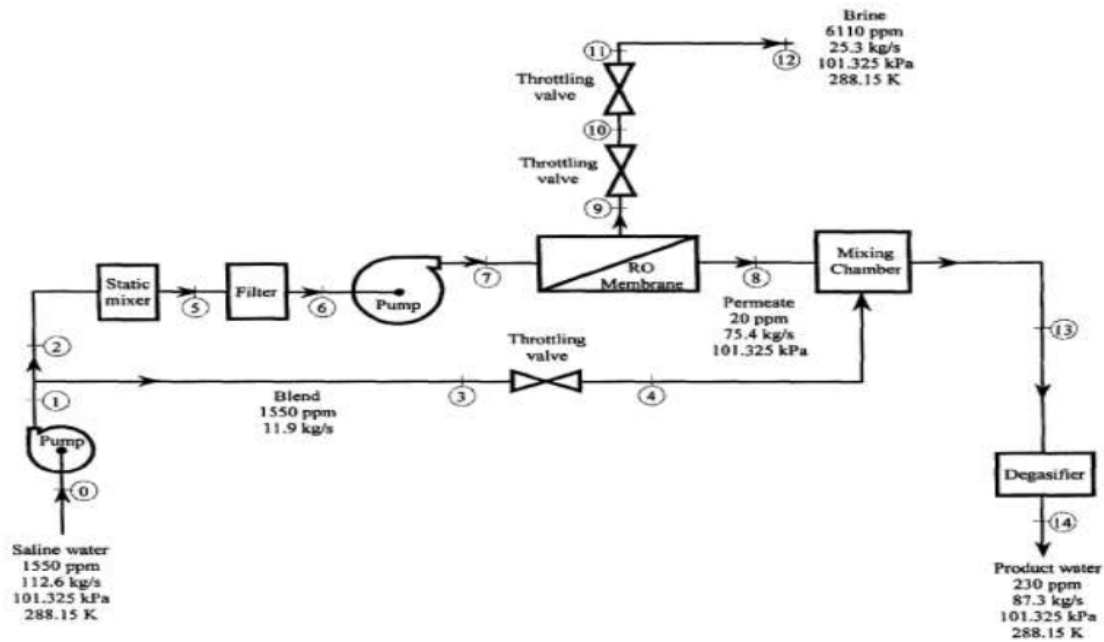 Brine
6110 ppm
25.3 kg/s
101.325 kPa
288.15 K
11
12
Throttling
valve
10
Throttling
valve
9
Static
mixer
5
Filter
6
Pump
7
RO
Membrane
8
Mixing
Chamber
Permeate
20 ppm
75.4 kg/s
101.325 kPa
13
2
Throttling
valve
1
Blend
1550 ppm
11.9 kg/s
3
4
Pump
0
Degasifier
14
Saline water
1550 ppm
112.6 kg/s
101.325 kPa
288.15 K
Product water
230 ppm
87.3 kg/s
101.325 kPa
288.15 K